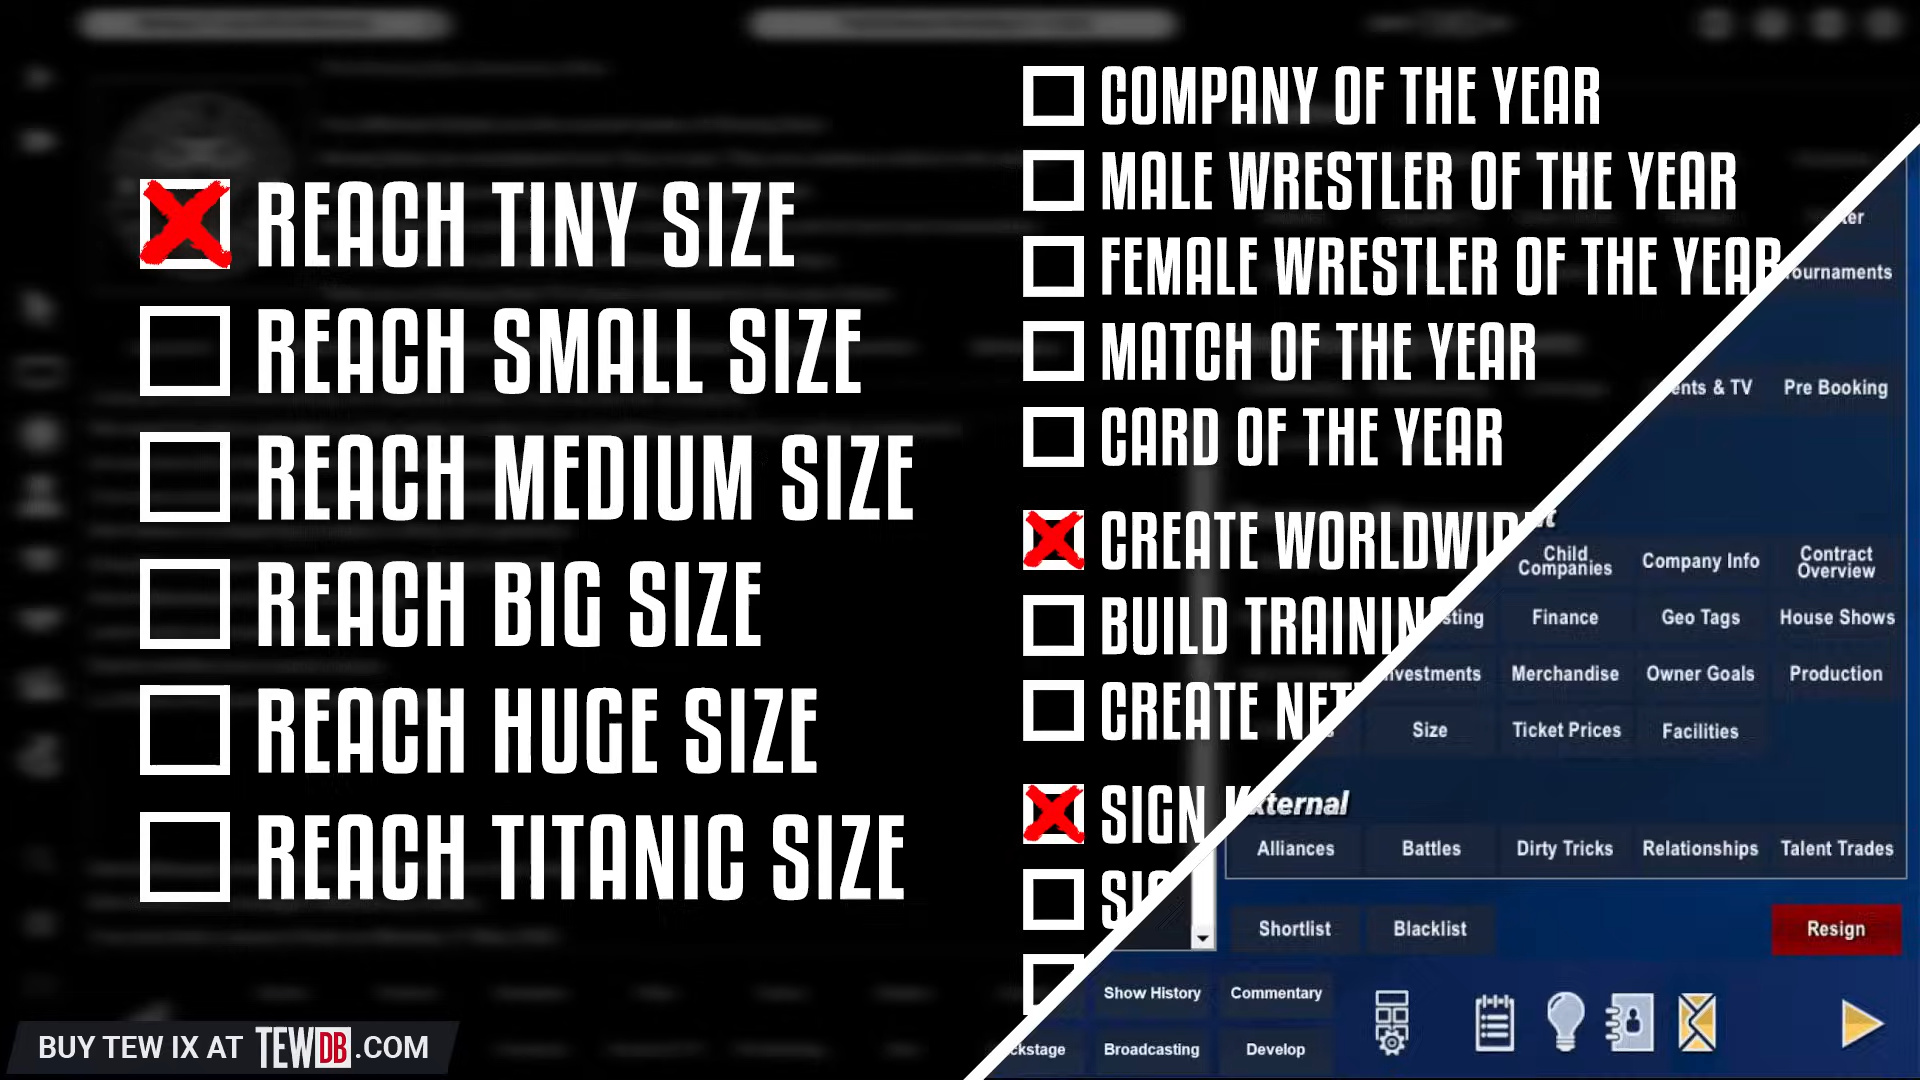 REACH TINY SIZE
REACH SMALL SIZE
REACH MEDIUM SIZE
REACH BIG SIZE
REACH HUGE SIZE
REACH TITANIC SIZE
COMPANY OF THE YEAR
MALE WRESTLER OF THE YEAR
FEMALE WRESTLER OF THE YEAR
MATCH OF THE YEAR
CARD OF THE YEAR
CREATE
BUILD
CREATE
SIGN
Pre Booking
Child Companies
Company Info
Contract Overview
Finance
Geo Tags
House Shows
Merchandise
Owner Goals
Production
Size
Ticket Prices
Facilities
Alliances
Battles
Dirty Tricks
Relationships
Talent Trades
Shortlist
Blacklist
Resign
Show History
Commentary
Broadcasting
Develop
BUY TEW IX AT TEWDB.COM